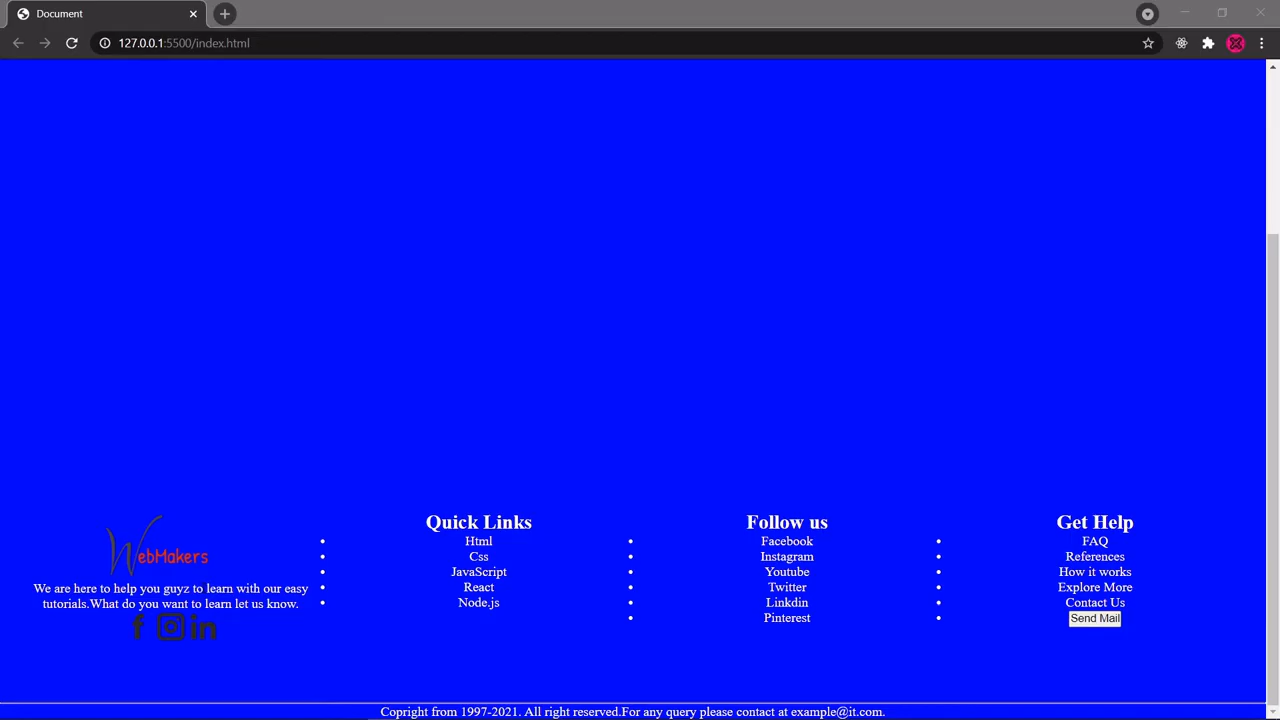 Document
127.0.0.1:5500/index.html
WebMakers
We are here to help you guyz to learn with our easy
tutorials.What do you want to learn let us know.
f in
Quick Links
Html
Css
JavaScript
React
Node.js
Follow us
Facebook
Instagram
Youtube
Twitter
Linkdin
Pinterest
Get Help
FAQ
References
How it works
Explore More
Contact Us
Send Mail
Copright from 1997-2021. All right reserved.For any query please contact at example@it.com.